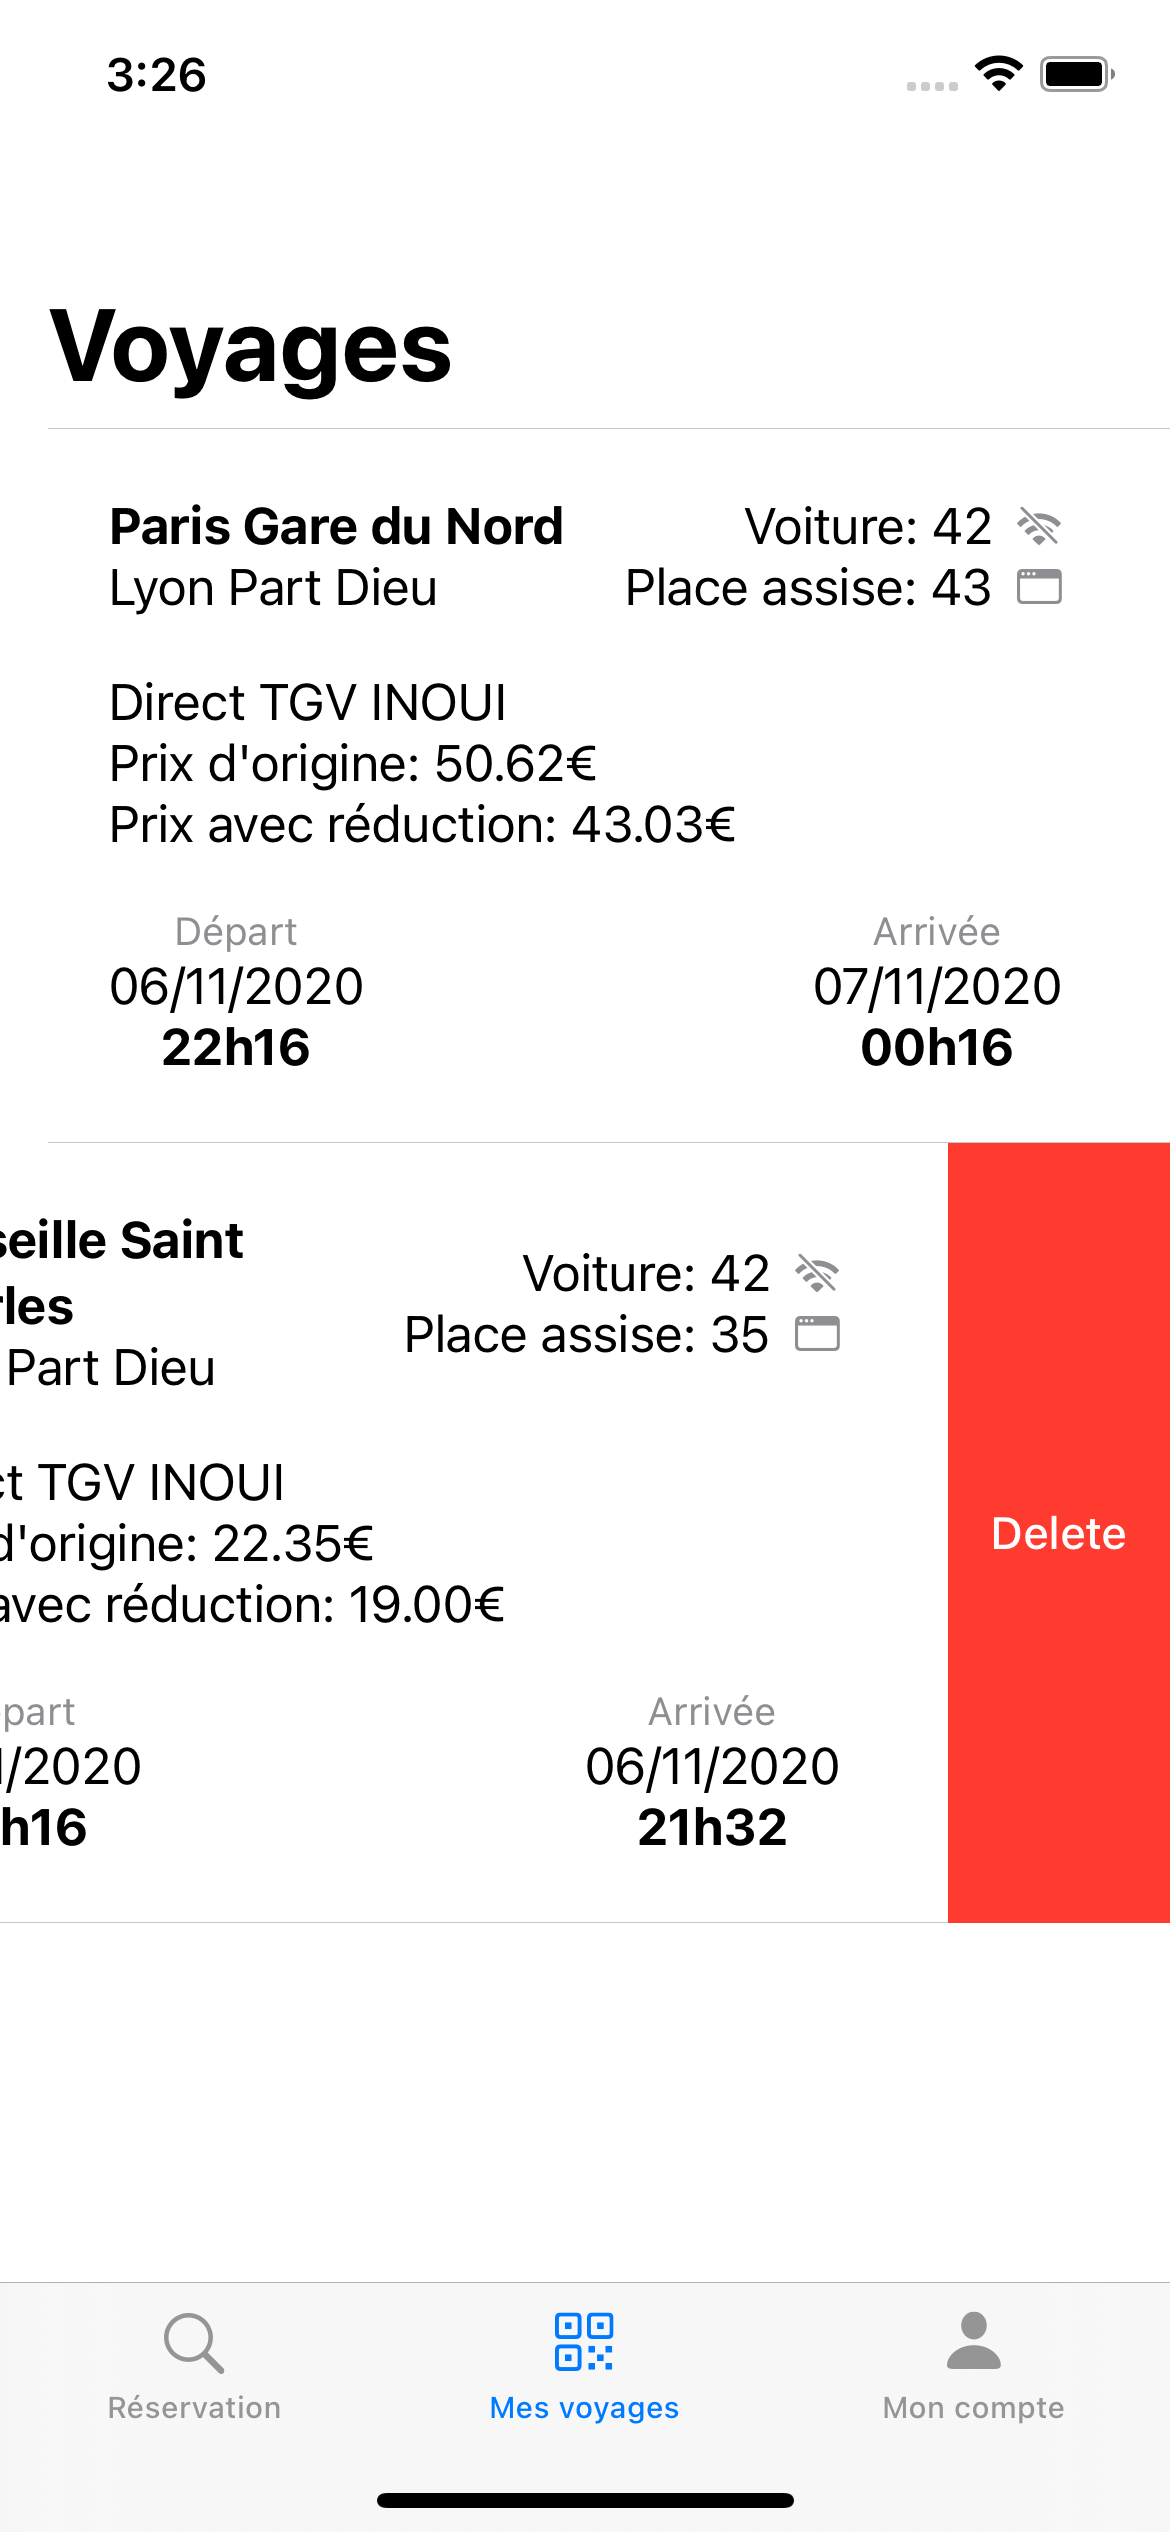 3:26
Voyages
Paris Gare du Nord
Voiture: 42
Lyon Part Dieu
Place assise: 43
Direct TGV INOUI
Prix d'origine: 50.62€
Prix avec réduction: 43.03€
Départ
Arrivée
06/11/2020
07/11/2020
22h16
00h16
seille Saint
rles
Voiture: 42
Part Dieu
Place assise: 35
ct TGV INOUI
d'origine: 22.35€
avec réduction: 19.00€
Delete
part
Arrivée
1/2020
06/11/2020
h16
21h32
Réservation
Mes voyages
Mon compte